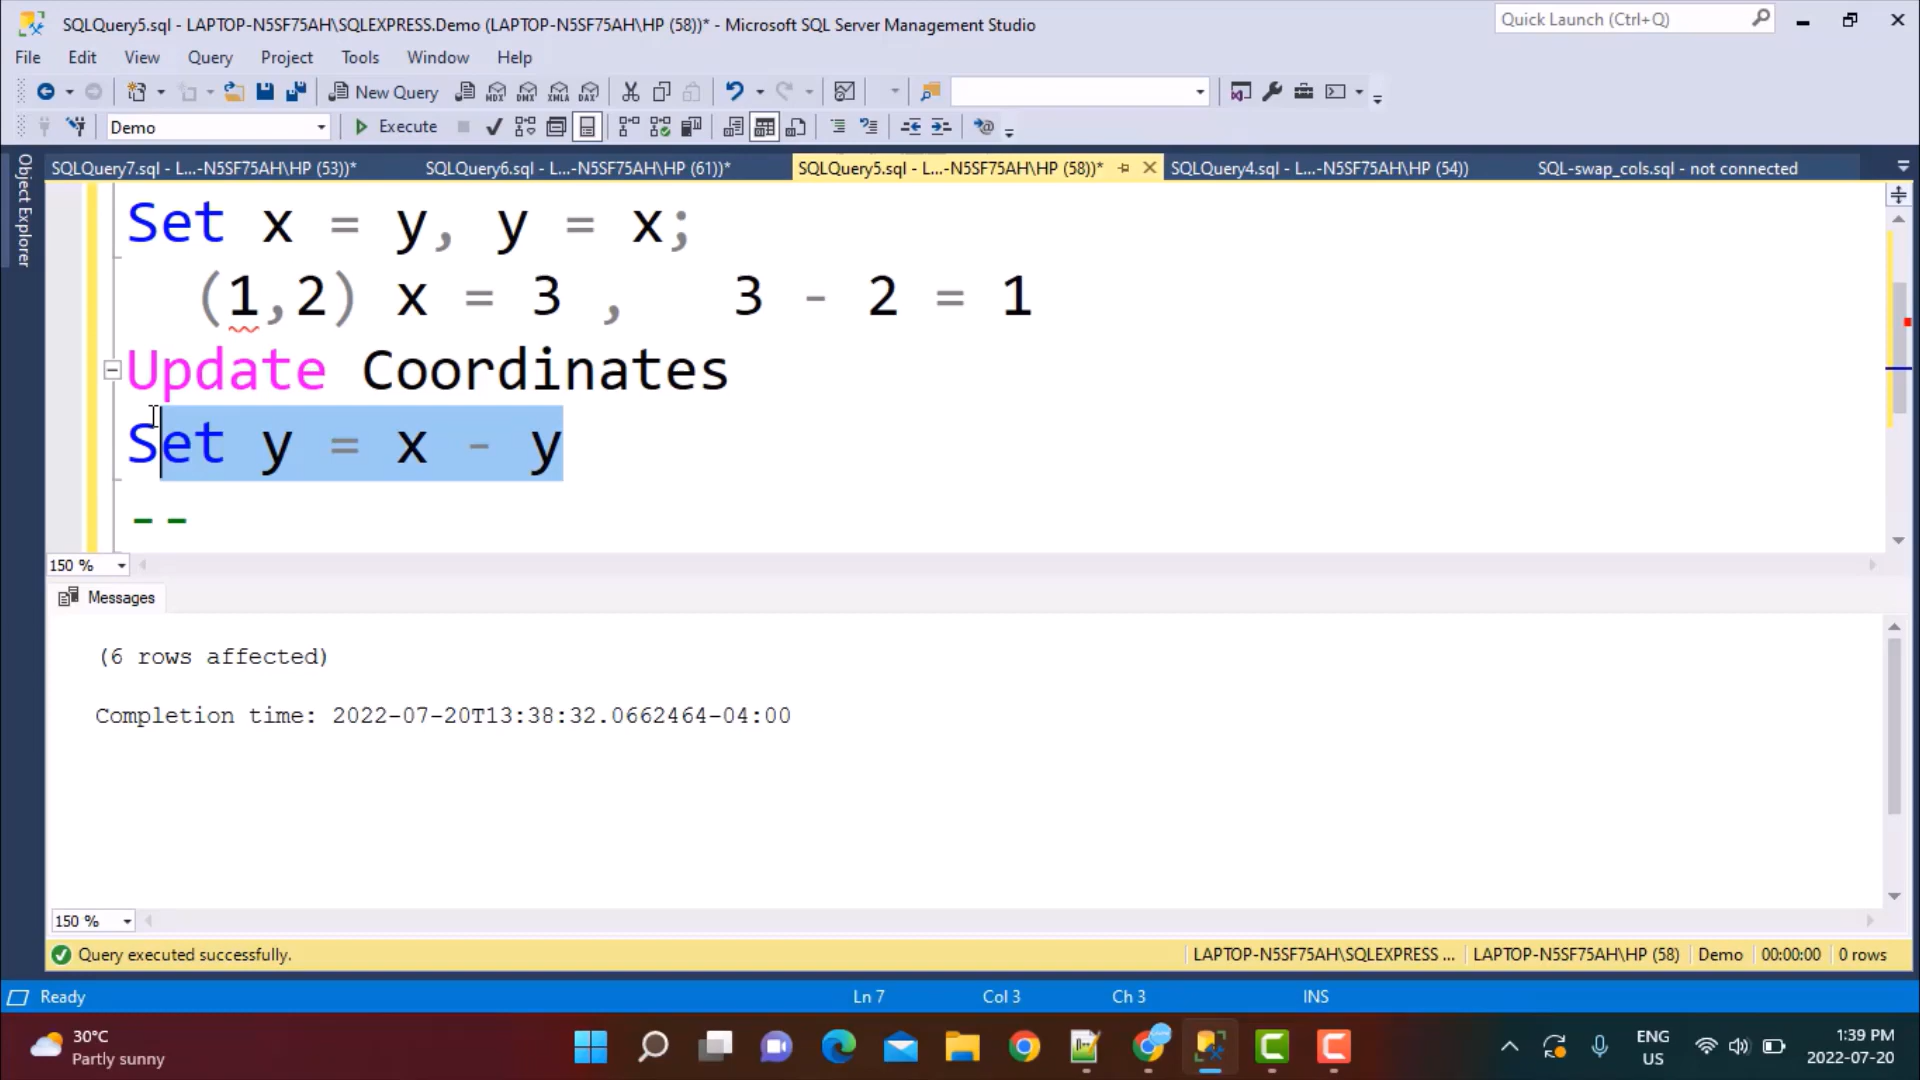 SQLQuery5.sql - LAPTOP-N5SF75AH\SQLEXPRESS.Demo (LAPTOP-N5SF75AH\HP (58))* - Microsoft SQL Server Management Studio
Quick Launch (Ctrl+Q)
File Edit View Query Project Tools Window Help
New Query MDX DMX XMLA DAX
Demo Execute
SQLQuery7.sql - L...-N5SF75AH\HP (53))* SQLQuery6.sql - L...-N5SF75AH\HP (61))* SQLQuery5.sql - L...-N5SF75AH\HP (58))* SQLQuery4.sql - L...-N5SF75AH\HP (54)) SQL-swap_cols.sql - not connected
Object Explorer
Set x = y, y = x;
(1,2) x = 3 , 3 - 2 = 1
Update Coordinates
Set y = x - y
--
150 %
Messages
(6 rows affected)
Completion time: 2022-07-20T13:38:32.0662464-04:00
150 %
Query executed successfully. LAPTOP-N5SF75AH\SQLEXPRESS ... LAPTOP-N5SF75AH\HP (58) Demo 00:00:00 0 rows
Ready Ln 7 Col 3 Ch 3 INS
30°C
Partly sunny
ENG
US
1:39 PM
2022-07-20